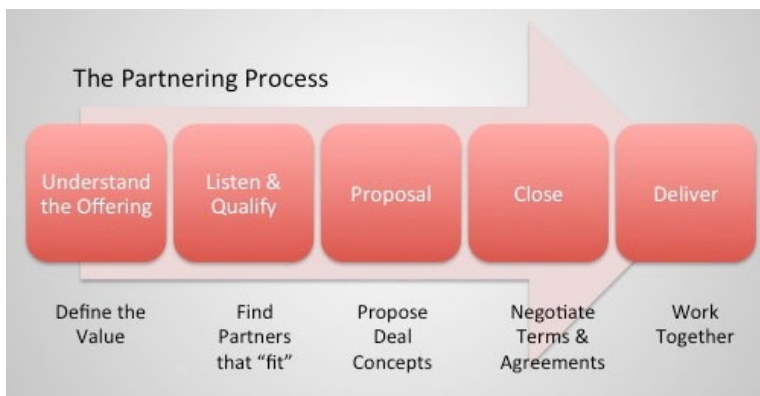 The Partnering Process
Understand
the Offering
Listen &
Qualify
Proposal
Close
Deliver
Define the
Value
Find
Partners
that “fit”
Propose
Deal
Concepts
Negotiate
Terms &
Agreements
Work
Together